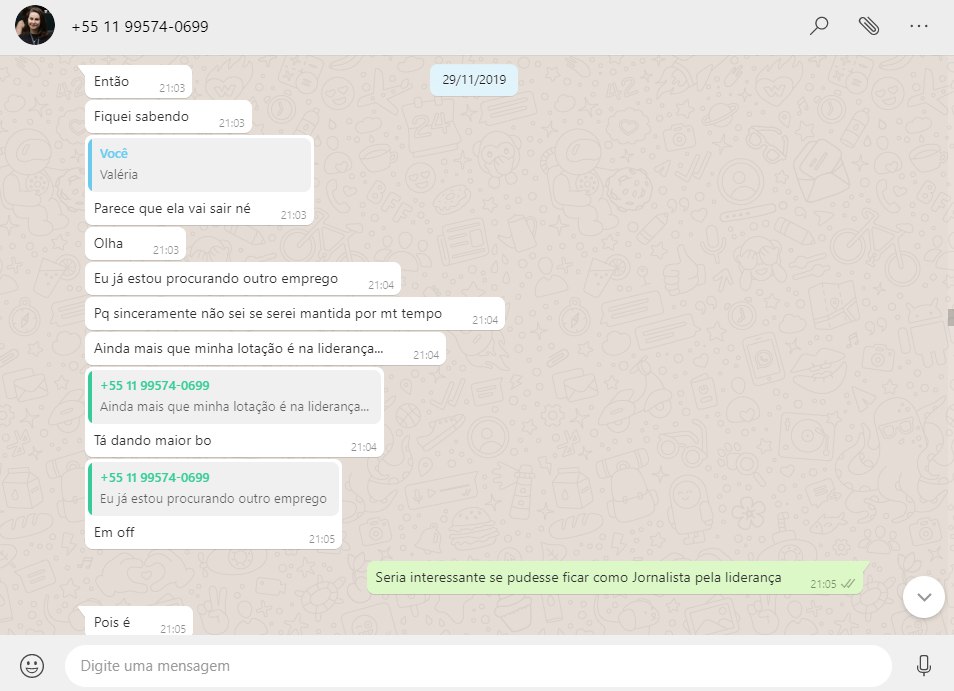 +55 11 99574-0699
29/11/2019
Então
21:03
Fiquei sabendo
21:03
Você
Valéria
Parece que ela vai sair né
21:03
Olha
21:03
Eu já estou procurando outro emprego
21:04
Pq sinceramente não sei se serei mantida por mt tempo
21:04
Ainda mais que minha lotação é na liderança...
21:04
+55 11 99574-0699
Ainda mais que minha lotação é na liderança...
Tá dando maior bo
21:04
+55 11 99574-0699
Eu já estou procurando outro emprego
Em off
21:05
Seria interessante se pudesse ficar como Jornalista pela liderança
21:05
Pois é
21:05
Digite uma mensagem